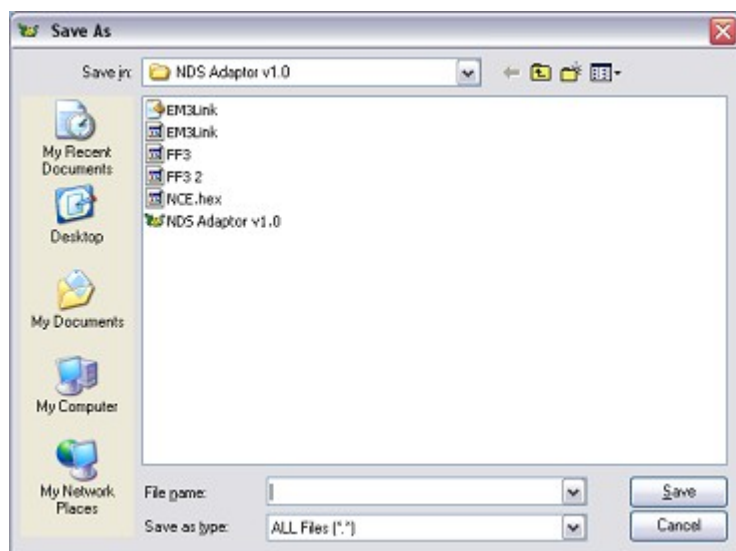 Save As
Save in: NDS Adaptor v1.0
My Recent
Documents
Desktop
My Documents
My Computer
My Network
Places
EM3Link
EM3Link
FF3
FF3 2
NCE.hex
NDS Adaptor v1.0
File name: Save
Save as type: ALL Files (*.*) Cancel